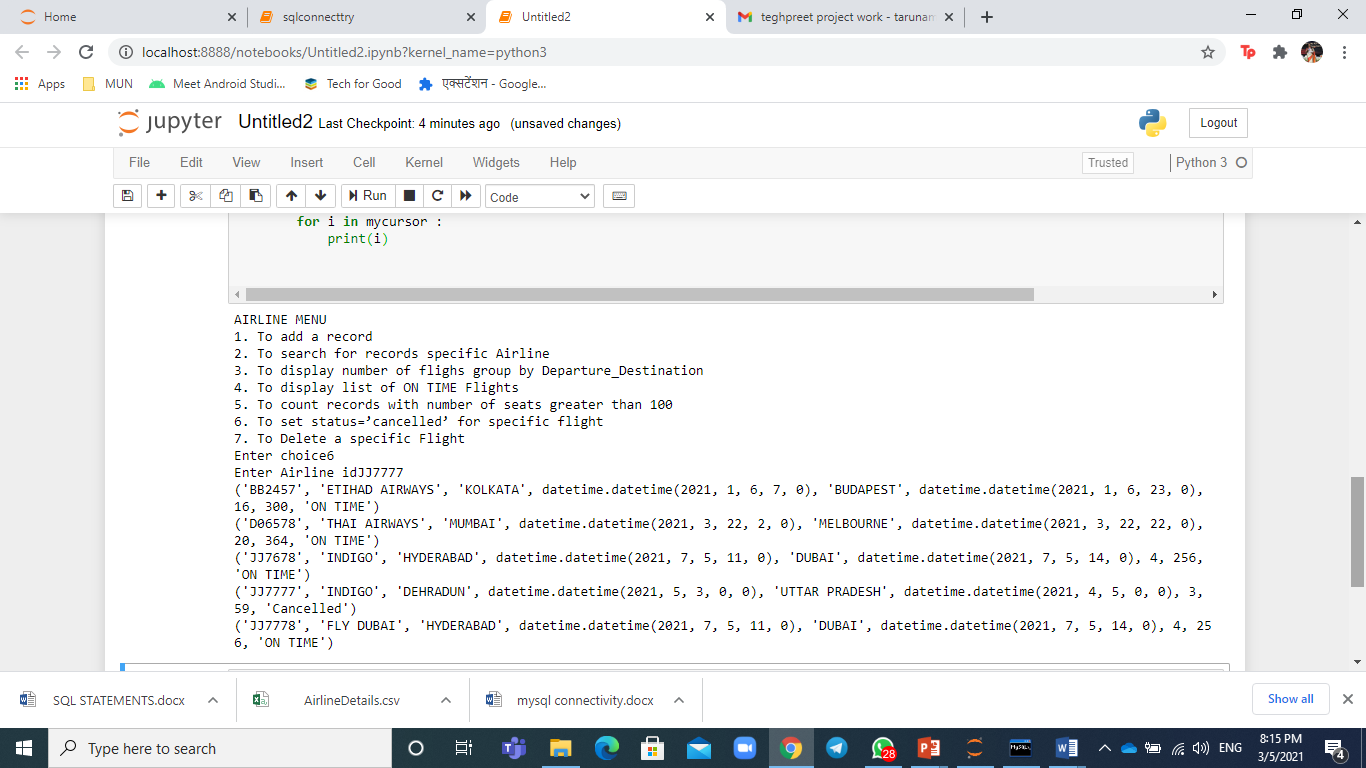 Home
sqlconnecttry
Untitled2
teghpreet project work - tarunam
localhost:8888/notebooks/Untitled2.ipynb?kernel_name=python3
Apps MUN Meet Android Studi... Tech for Good एक्सटेंशन - Google...
jupyter Untitled2 Last Checkpoint: 4 minutes ago (unsaved changes) Logout
File Edit View Insert Cell Kernel Widgets Help Trusted Python 3
Run Code
for i in mycursor :
print(i)
AIRLINE MENU
1. To add a record
2. To search for records specific Airline
3. To display number of flighs group by Departure_Destination
4. To display list of ON TIME Flights
5. To count records with number of seats greater than 100
6. To set status=’cancelled’ for specific flight
7. To Delete a specific Flight
Enter choice6
Enter Airline idJJ7777
('BB2457', 'ETIHAD AIRWAYS', 'KOLKATA', datetime.datetime(2021, 1, 6, 7, 0), 'BUDAPEST', datetime.datetime(2021, 1, 6, 23, 0),
16, 300, 'ON TIME')
('D06578', 'THAI AIRWAYS', 'MUMBAI', datetime.datetime(2021, 3, 22, 2, 0), 'MELBOURNE', datetime.datetime(2021, 3, 22, 22, 0),
20, 364, 'ON TIME')
('JJ7678', 'INDIGO', 'HYDERABAD', datetime.datetime(2021, 7, 5, 11, 0), 'DUBAI', datetime.datetime(2021, 7, 5, 14, 0), 4, 256,
'ON TIME')
('JJ7777', 'INDIGO', 'DEHRADUN', datetime.datetime(2021, 5, 3, 0, 0), 'UTTAR PRADESH', datetime.datetime(2021, 4, 5, 0, 0), 3,
59, 'Cancelled')
('JJ7778', 'FLY DUBAI', 'HYDERABAD', datetime.datetime(2021, 7, 5, 11, 0), 'DUBAI', datetime.datetime(2021, 7, 5, 14, 0), 4, 25
6, 'ON TIME')
SQL STATEMENTS.docx AirlineDetails.csv mysql connectivity.docx Show all
Type here to search 28 ENG 8:15 PM
3/5/2021 4